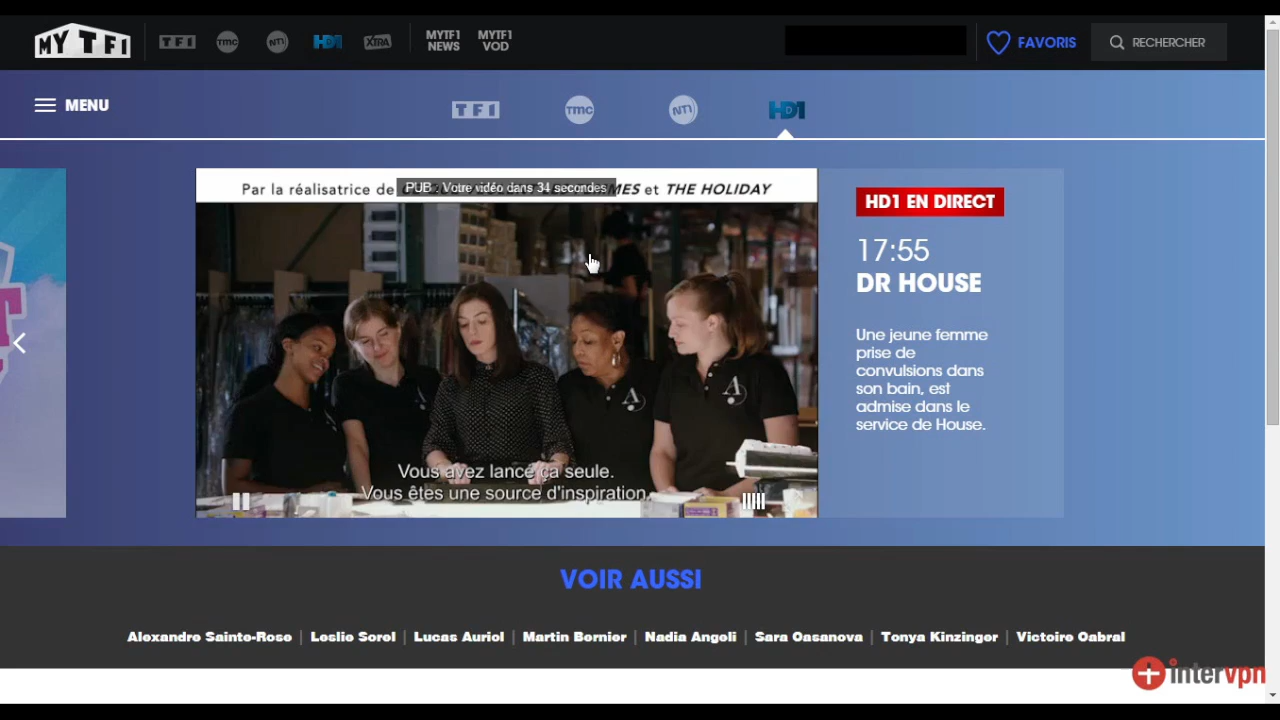 MYTF1
TF1
TMC
NT1
HD1
XTRA
MYTF1 NEWS
MYTF1 VOD
FAVORIS
RECHERCHER
MENU
TF1
TMC
NT1
HD1
Par la réalisatrice de
et THE HOLIDAY
PUB : Votre vidéo dans 34 secondes
Vous avez lancé ça seule.
Vous êtes une source d'inspiration.
HD1 EN DIRECT
17:55
DR HOUSE
Une jeune femme
prise de
convulsions dans
son bain, est
admise dans le
service de House.
VOIR AUSSI
Alexandre Sainte-Rose | Leslie Sorel | Lucas Auriol | Martin Bernier | Nadia Angeli | Sara Casanova | Tonya Kinzinger | Victoire Cabral
intervpn